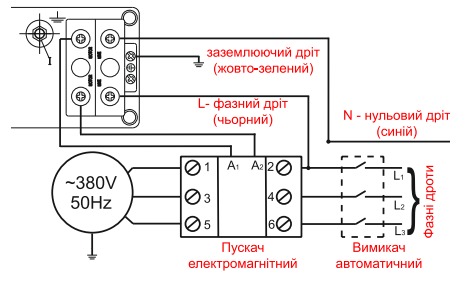 заземлюючий дріт
(жовто-зелений)
L- фазний дріт
(чьорний)
N - нульовий дріт
(синій)
1
A1
A2
2
L1
~380V
50Hz
3
4
L2
5
6
L3
Фазні дроти
Пускач
електромагнітний
Вимикач
автоматичний